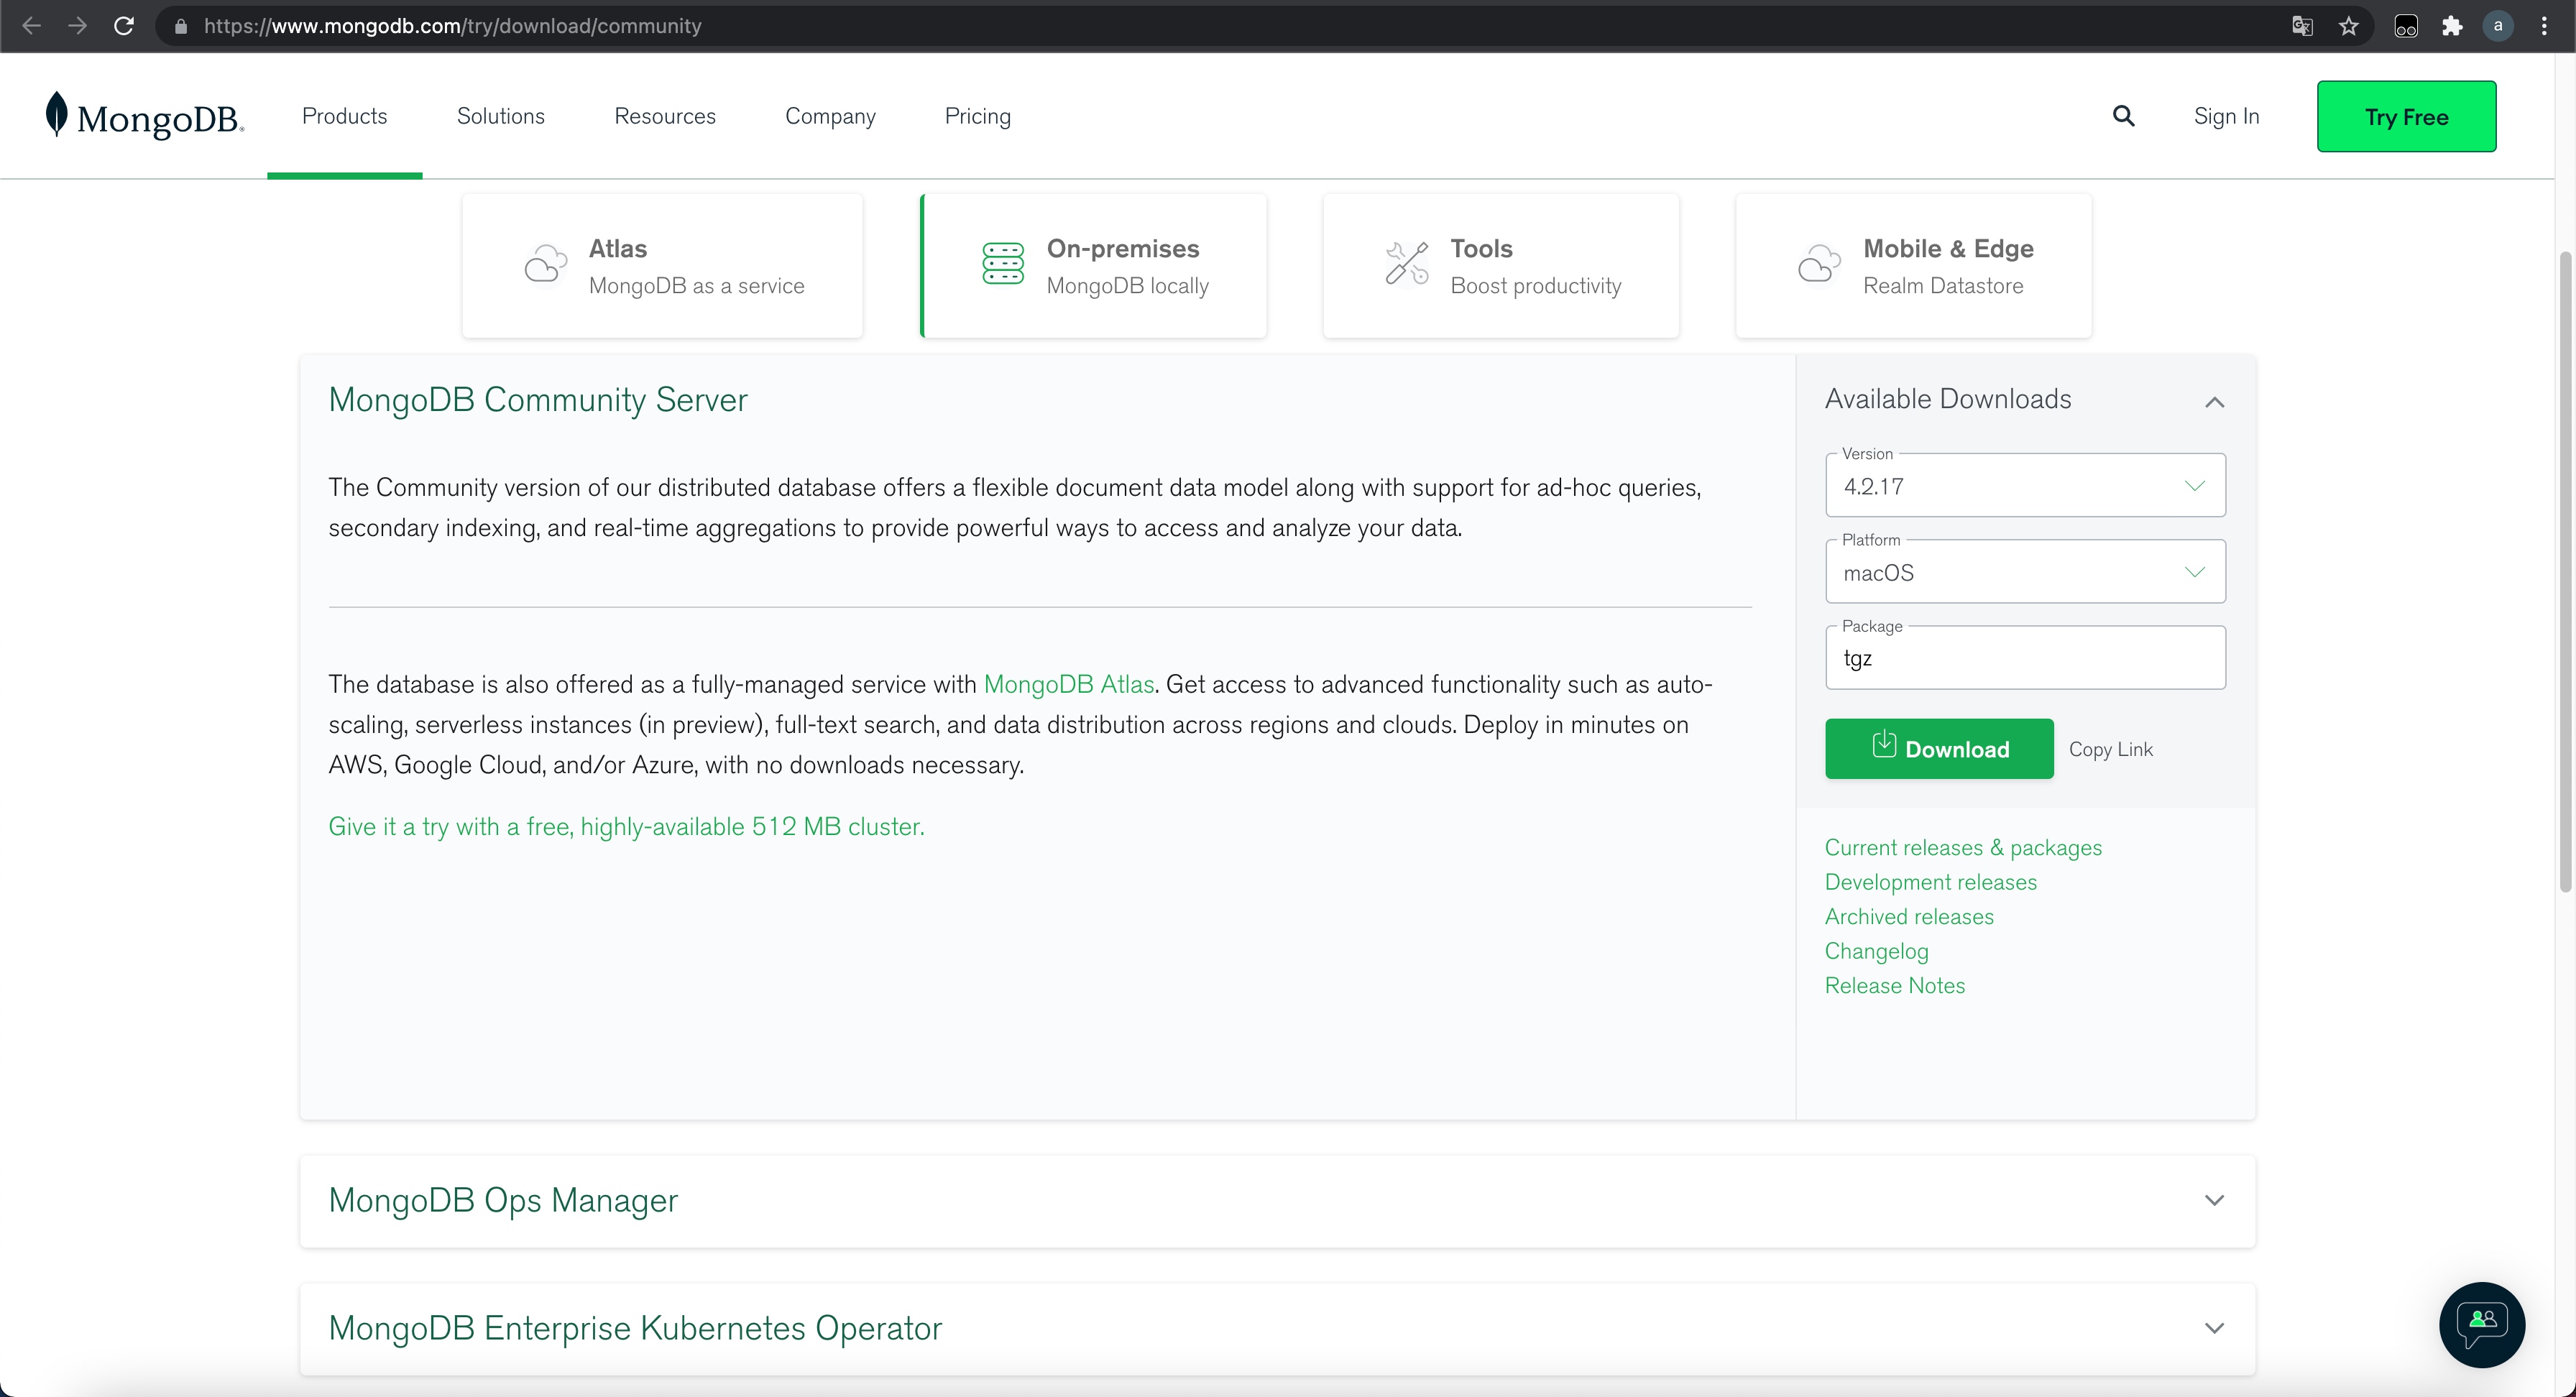 https://www.mongodb.com/try/download/community
a
MongoDB®
Products
Solutions
Resources
Company
Pricing
Sign In
Try Free
Atlas
MongoDB as a service
On-premises
MongoDB locally
Tools
Boost productivity
Mobile & Edge
Realm Datastore
MongoDB Community Server
The Community version of our distributed database offers a flexible document data model along with support for ad-hoc queries,
secondary indexing, and real-time aggregations to provide powerful ways to access and analyze your data.
The database is also offered as a fully-managed service with MongoDB Atlas. Get access to advanced functionality such as auto-
scaling, serverless instances (in preview), full-text search, and data distribution across regions and clouds. Deploy in minutes on
AWS, Google Cloud, and/or Azure, with no downloads necessary.
Give it a try with a free, highly-available 512 MB cluster.
Available Downloads
Version
4.2.17
Platform
macOS
Package
tgz
Download
Copy Link
Current releases & packages
Development releases
Archived releases
Changelog
Release Notes
MongoDB Ops Manager
MongoDB Enterprise Kubernetes Operator